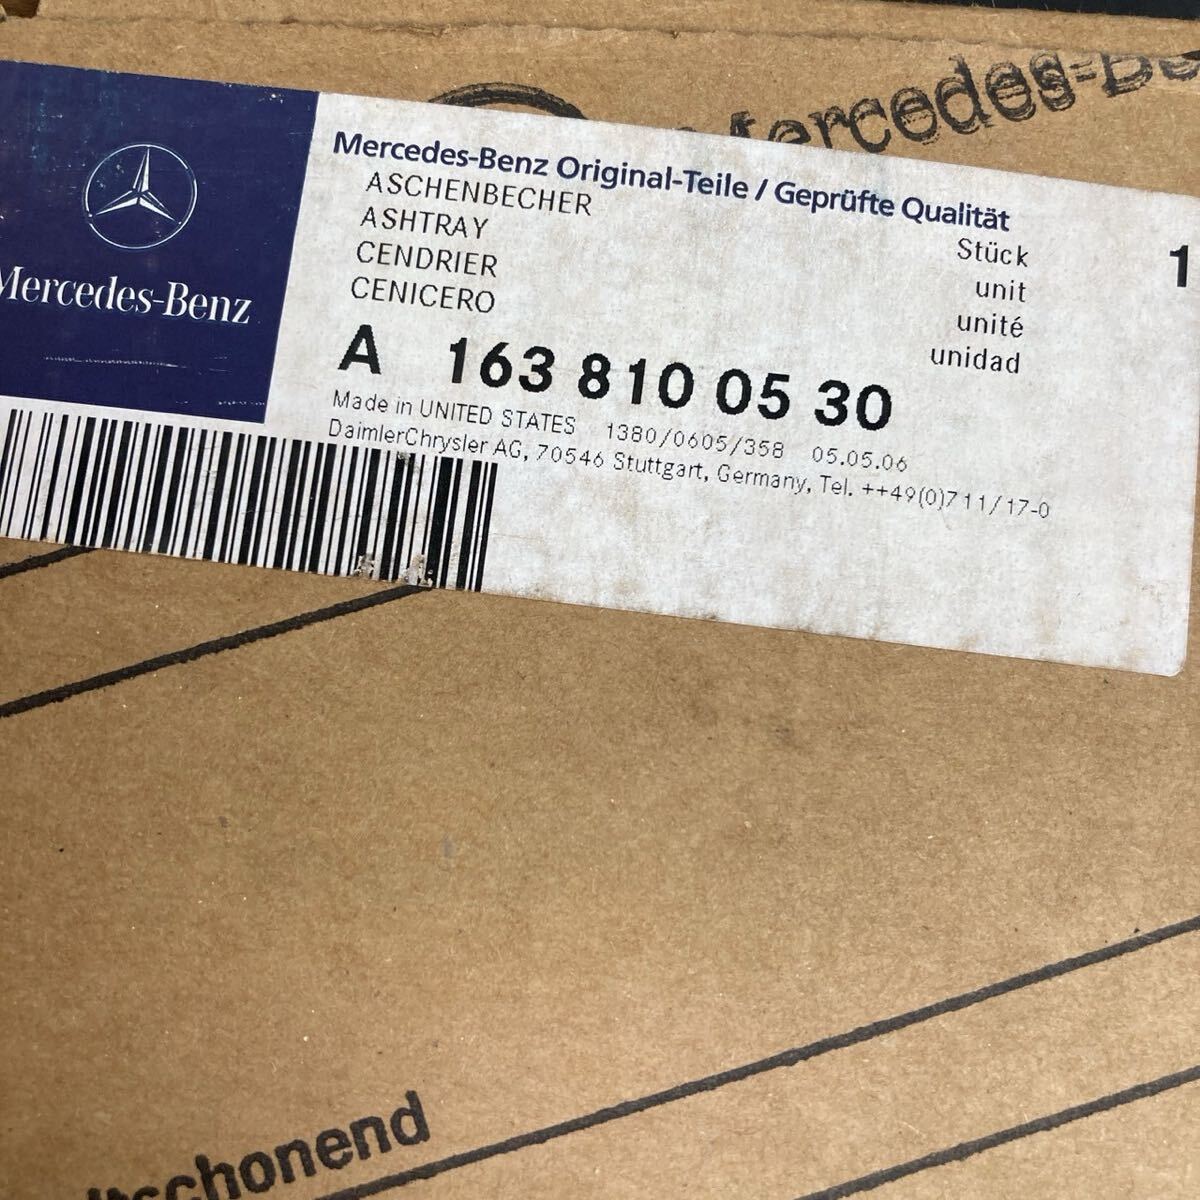 Mercedes-Be
Mercedes-Benz
Mercedes-Benz Original-Teile / Geprüfte Qualität
ASCHENBECHER
ASHTRAY
CENDRIER
CENICERO
Stück
unit
unité
unidad
1
A 163 810 05 30
Made in UNITED STATES 1380/0605/358 05.05.06
DaimlerChrysler AG, 70546 Stuttgart, Germany, Tel. ++49(0)711/17-0
ltschonend